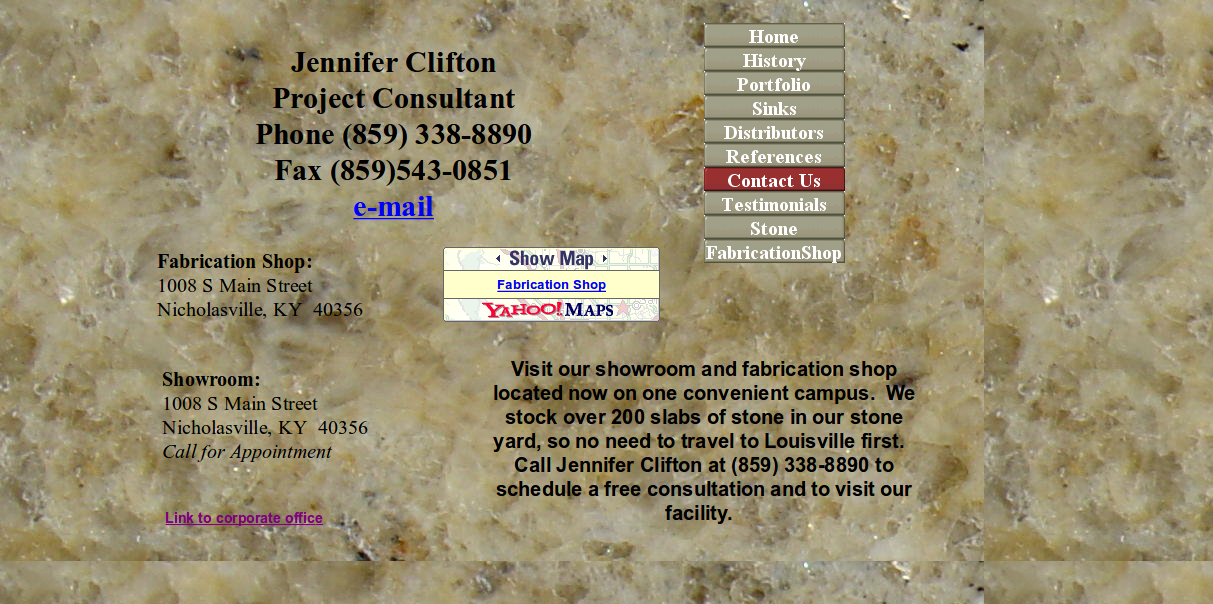 Jennifer Clifton
Project Consultant
Phone (859) 338-8890
Fax (859)543-0851
e-mail
Home
History
Portfolio
Sinks
Distributors
References
Contact Us
Testimonials
Stone
FabricationShop
Fabrication Shop:
1008 S Main Street
Nicholasville, KY  40356
Show Map
Fabrication Shop
YAHOO! MAPS
Showroom:
1008 S Main Street
Nicholasville, KY  40356
Call for Appointment
Visit our showroom and fabrication shop
located now on one convenient campus.  We
stock over 200 slabs of stone in our stone
yard, so no need to travel to Louisville first.
Call Jennifer Clifton at (859) 338-8890 to
schedule a free consultation and to visit our
facility.
Link to corporate office